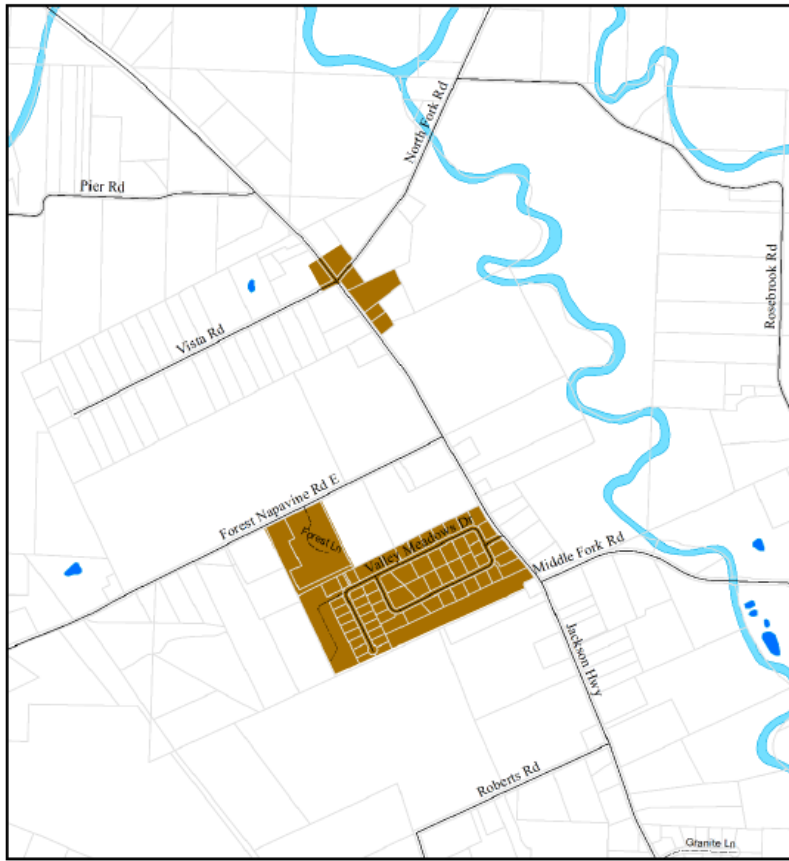 North Fork Rd
Pier Rd
Rosebrook Rd
Vista Rd
Forest Napavine Rd E
Forest Ln
Valley Meadows Dr
Middle Fork Rd
Jackson Hwy
Roberts Rd
Granite Ln